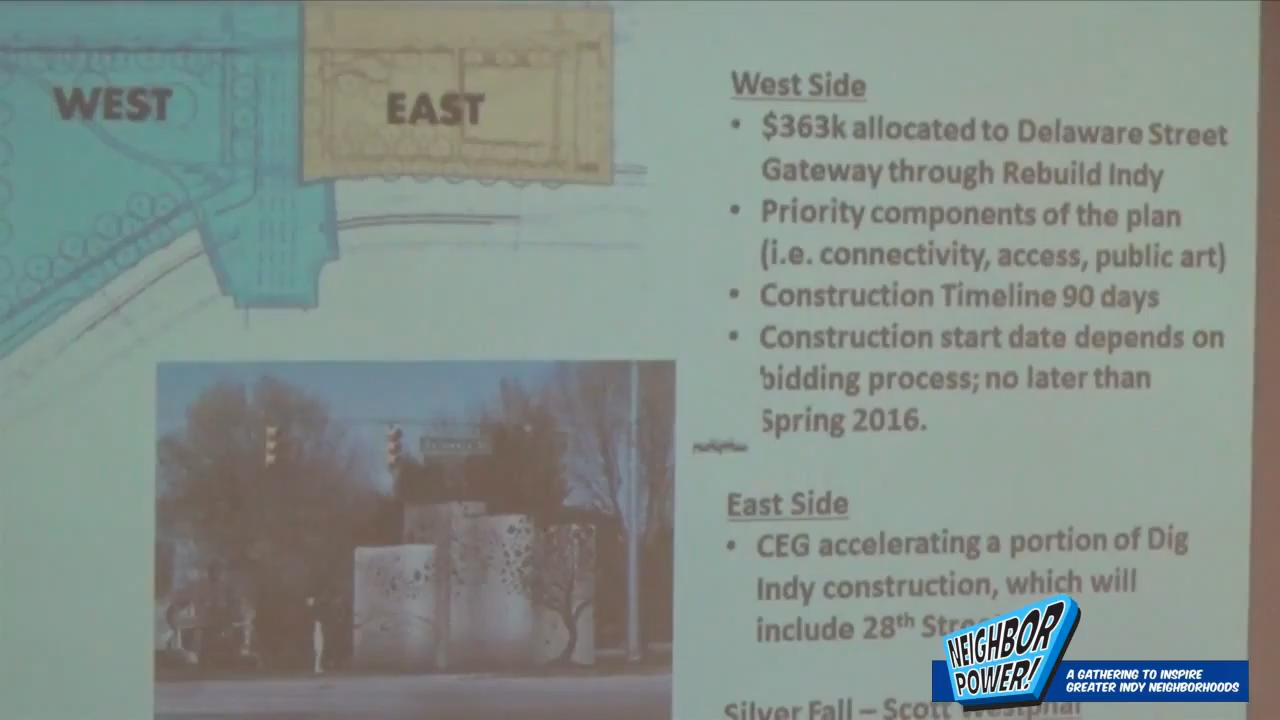 WEST
EAST
West Side
• $363k allocated to Delaware Street
Gateway through Rebuild Indy
• Priority components of the plan
(i.e. connectivity, access, public art)
• Construction Timeline 90 days
• Construction start date depends on
bidding process; no later than
Spring 2016.
East Side
• CEG accelerating a portion of Dig
Indy construction, which will
include 28th
Silver Fall – Scott
NEIGHBOR
POWER!
A GATHERING TO INSPIRE
GREATER INDY NEIGHBORHOODS